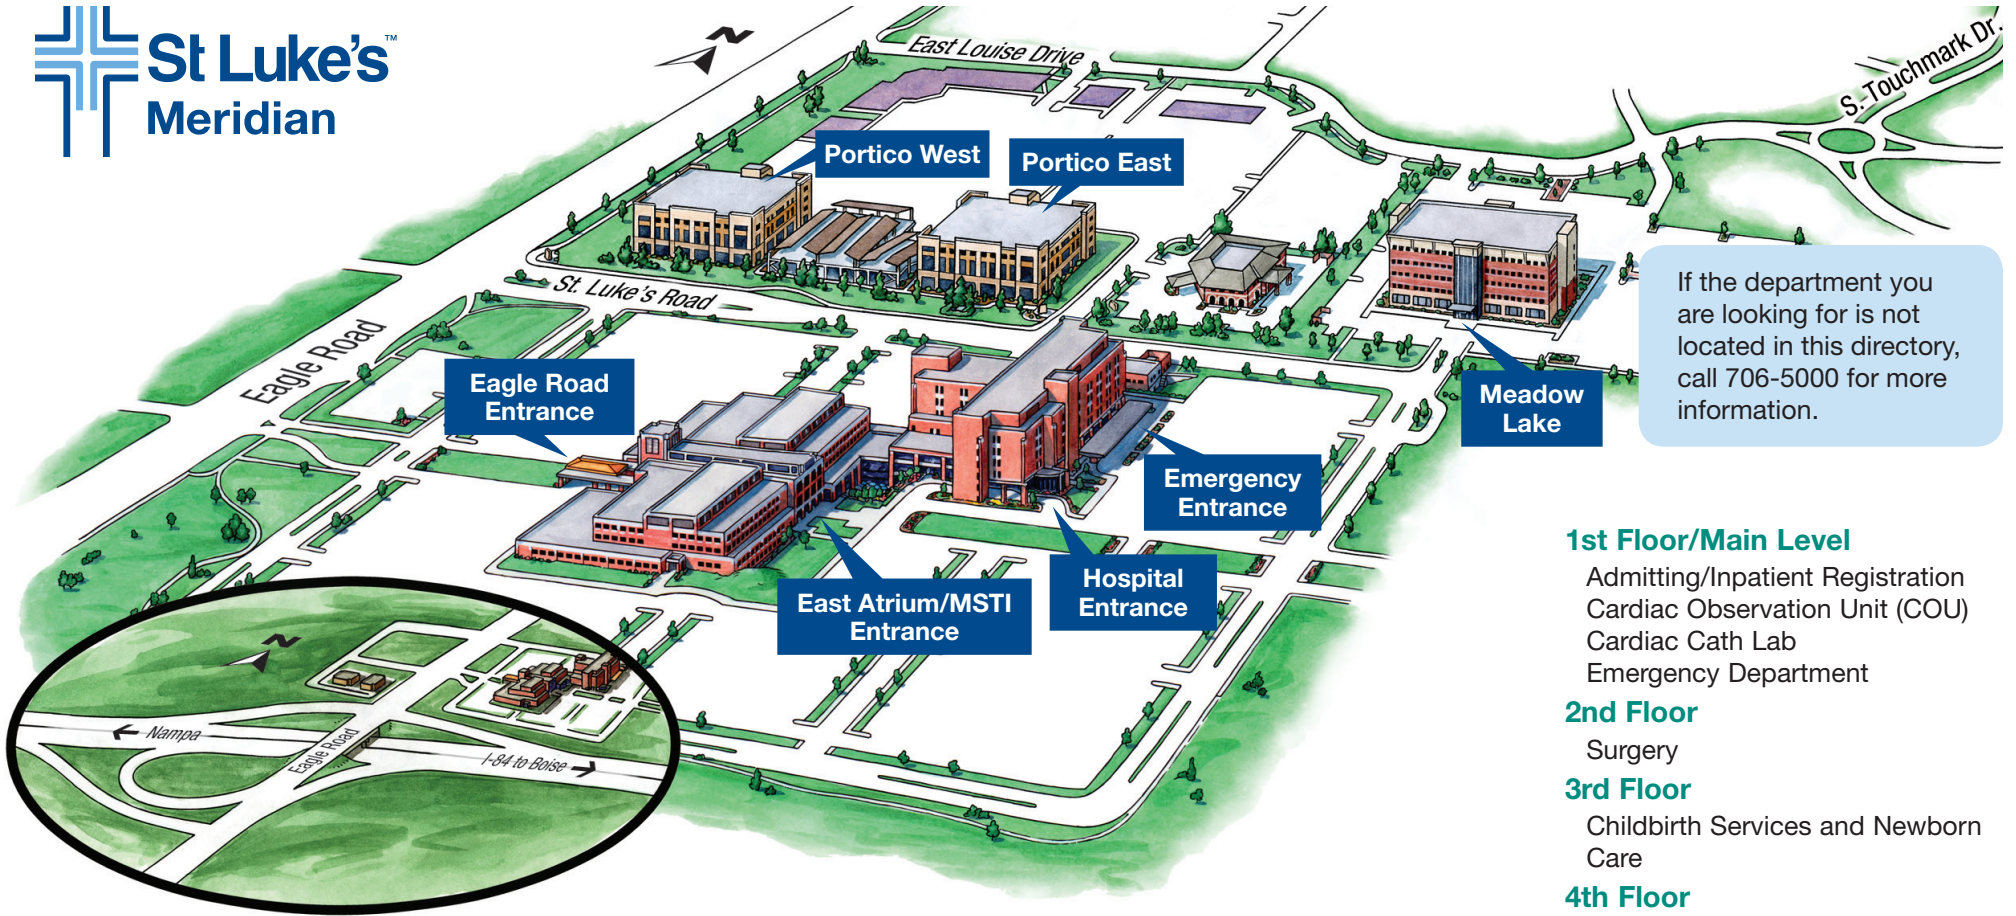 St Luke's™
Meridian
N
East Louise Drive
S. Touchmark Dr.
Portico West
Portico East
St. Luke's Road
Eagle Road
Eagle Road
Entrance
Meadow
Lake
If the department you
are looking for is not
located in this directory,
call 706-5000 for more
information.
Emergency
Entrance
Hospital
Entrance
East Atrium/MSTI
Entrance
N
Nampa
Eagle Road
I-84 to Boise
1st Floor/Main Level
Admitting/Inpatient Registration
Cardiac Observation Unit (COU)
Cardiac Cath Lab
Emergency Department
2nd Floor
Surgery
3rd Floor
Childbirth Services and Newborn
Care
4th Floor